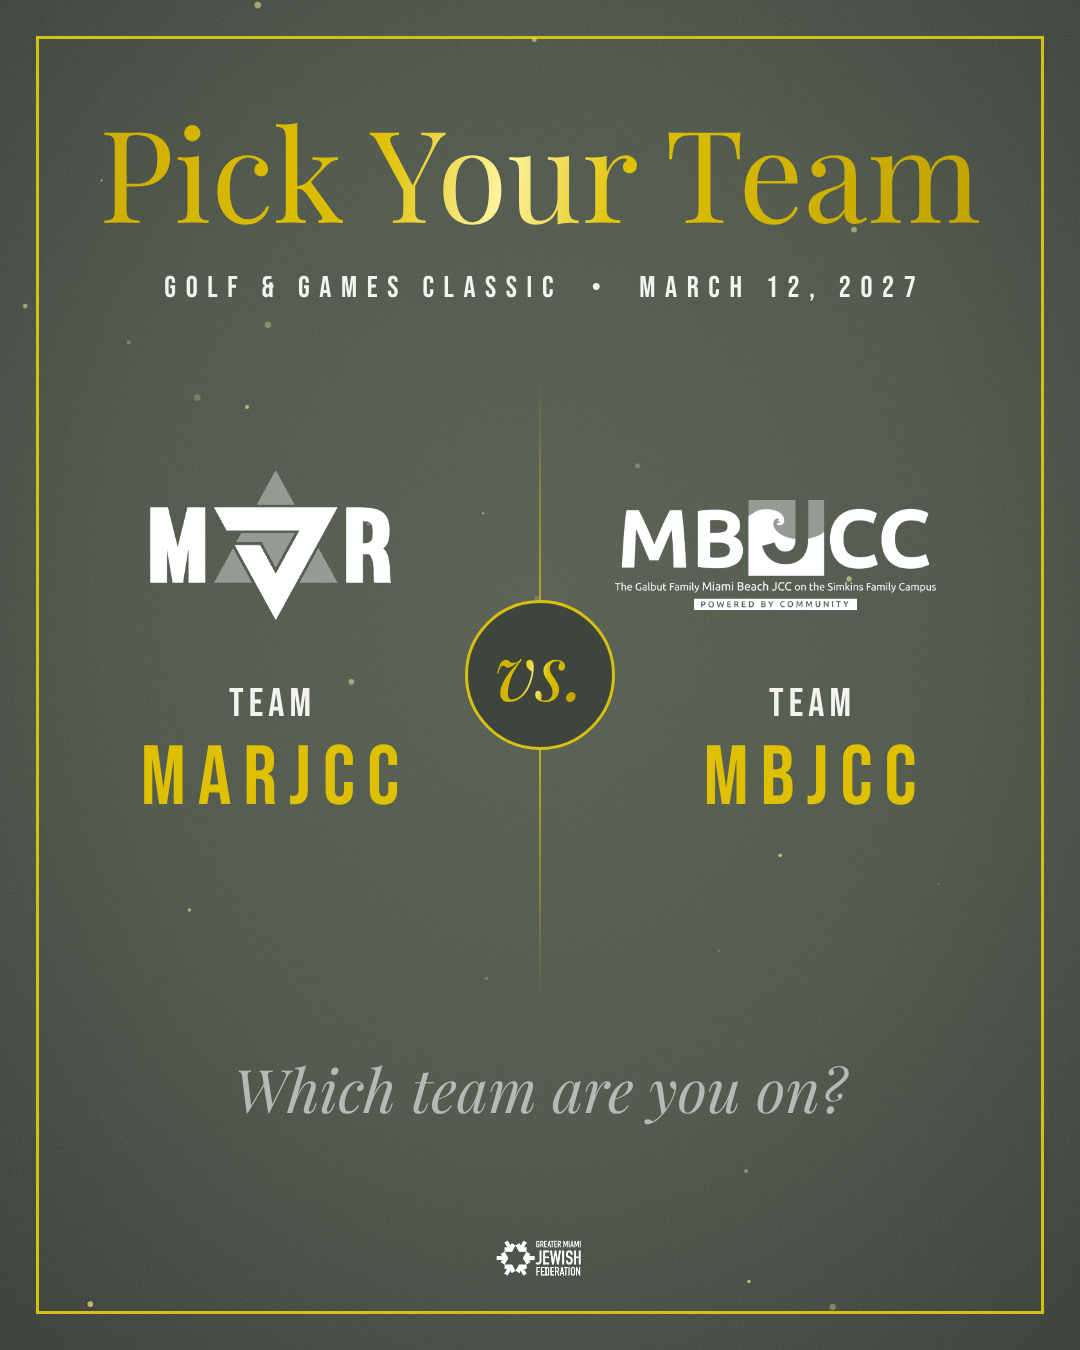 Pick Your Team
GOLF & GAMES CLASSIC • MARCH 12, 2027
MR
MBJCC
The Galbut Family Miami Beach JCC on the Simkins Family Campus
POWERED BY COMMUNITY
vs.
TEAM
MARJCC
TEAM
MBJCC
Which team are you on?
GREATER MIAMI
JEWISH
FEDERATION